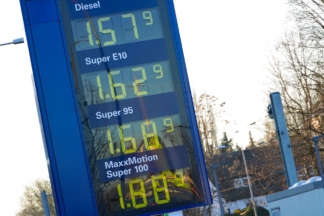 Diesel
1.57⁹
Super E10
1.62⁹
Super 95
1.68⁹
MaxxMotion
Super 100
1.88⁹